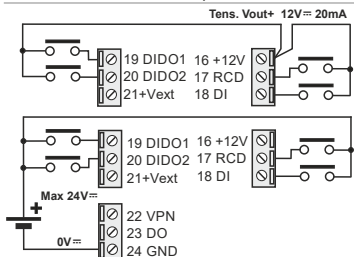 Tens. Vout+ 12V⎓ 20mA
19 DIDO1 16 +12V
20 DIDO2 17 RCD
21+Vext 18 DI
19 DIDO1 16 +12V
20 DIDO2 17 RCD
21+Vext 18 DI
Max 24V⎓
+
22 VPN
23 DO
0V⎓
24 GND